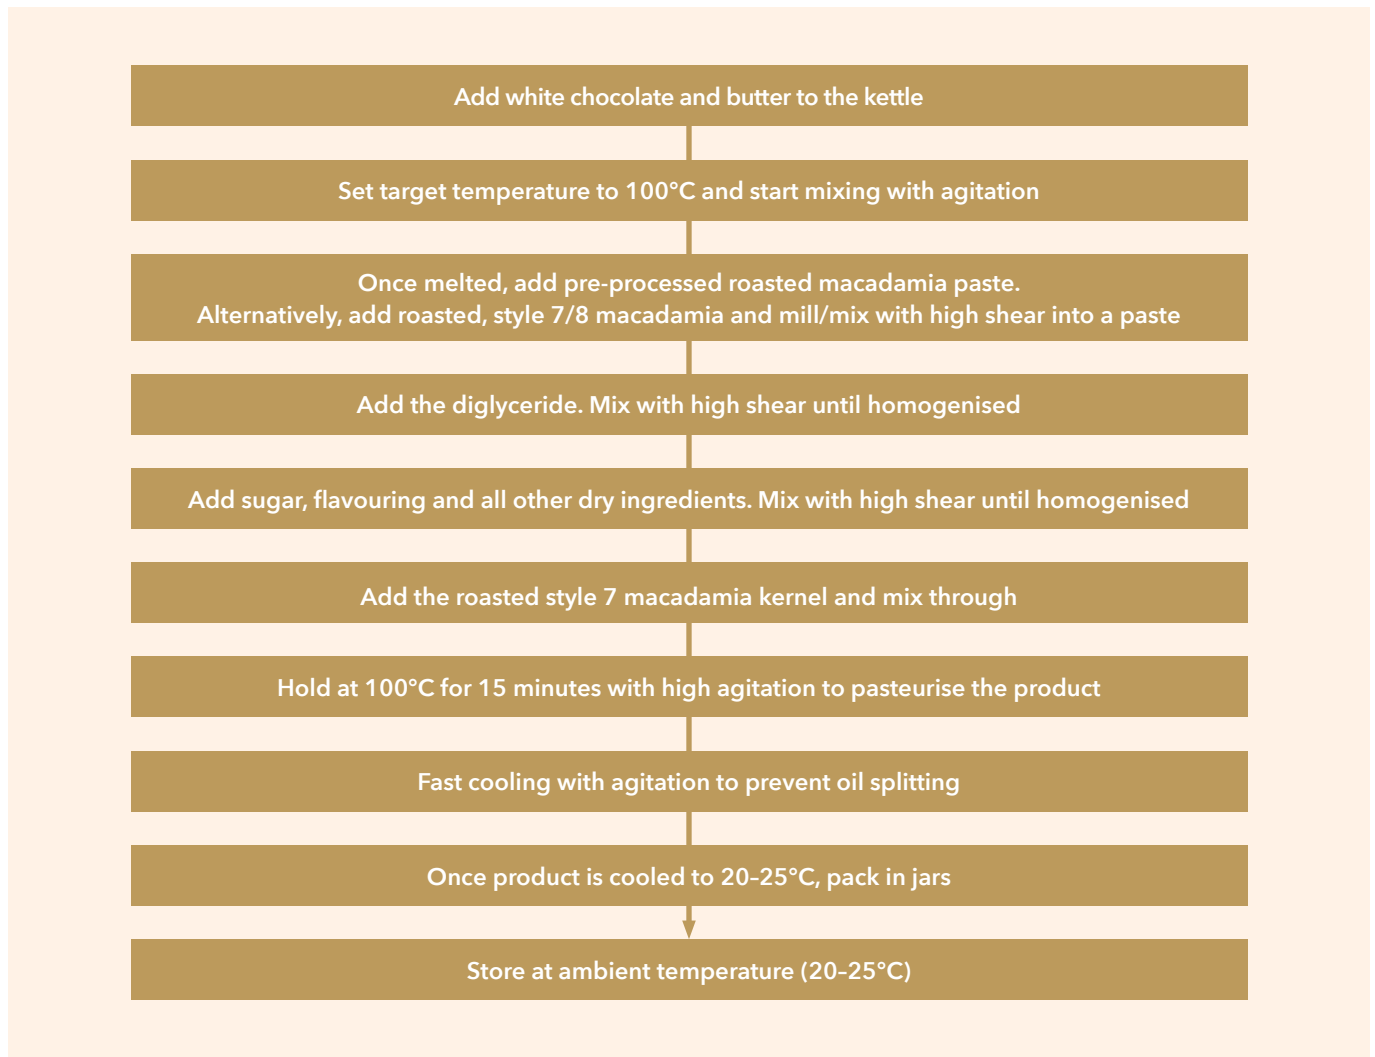 Add white chocolate and butter to the kettle
Set target temperature to 100°C and start mixing with agitation
Once melted, add pre-processed roasted macadamia paste.
Alternatively, add roasted, style 7/8 macadamia and mill/mix with high shear into a paste
Add the diglyceride. Mix with high shear until homogenised
Add sugar, flavouring and all other dry ingredients. Mix with high shear until homogenised
Add the roasted style 7 macadamia kernel and mix through
Hold at 100°C for 15 minutes with high agitation to pasteurise the product
Fast cooling with agitation to prevent oil splitting
Once product is cooled to 20–25°C, pack in jars
Store at ambient temperature (20–25°C)